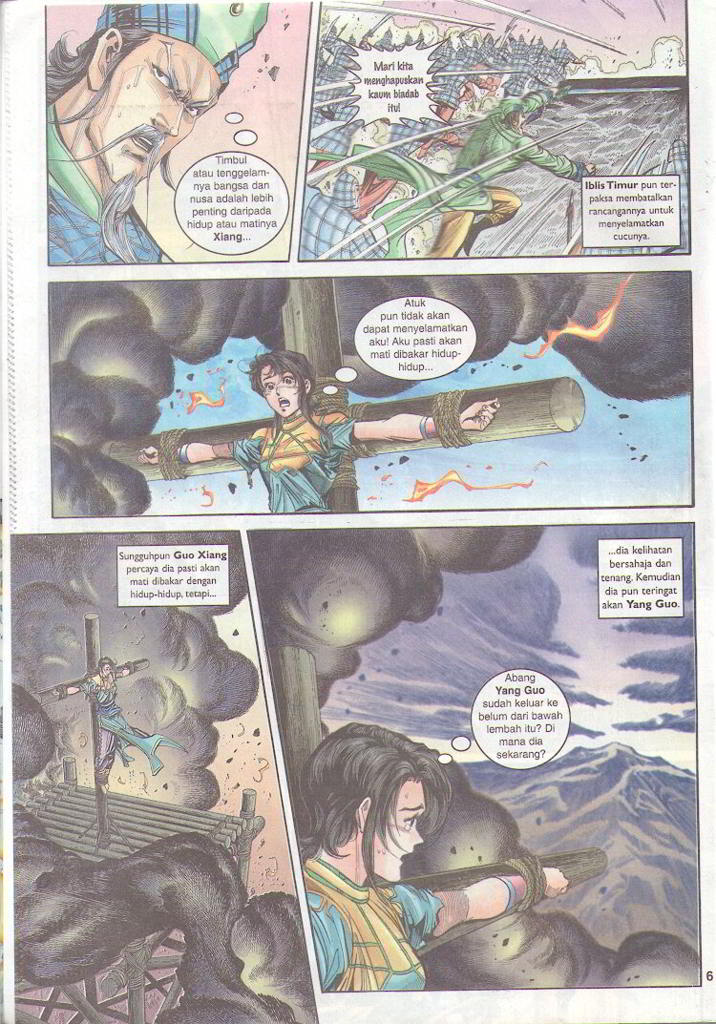 Timbul
atau tenggelam-
nya bangsa dan
nusa adalah lebih
penting daripada
hidup atau matinya
Xiang...
Mari kita
menghapuskan
kaum biadab
itu!
Iblis Timur pun ter-
paksa membatalkan
rancangannya untuk
menyelamatkan
cucunya.
Atuk
pun tidak akan
dapat menyelamatkan
aku! Aku pasti akan
mati dibakar hidup-
hidup...
Sungguhpun Guo Xiang
percaya dia pasti akan
mati dibakar dengan
hidup-hidup, tetapi...
...dia kelihatan
bersahaja dan
tenang. Kemudian
dia pun teringat
akan Yang Guo.
Abang
Yang Guo
sudah keluar ke
belum dari bawah
lembah itu? Di
mana dia
sekarang?
6